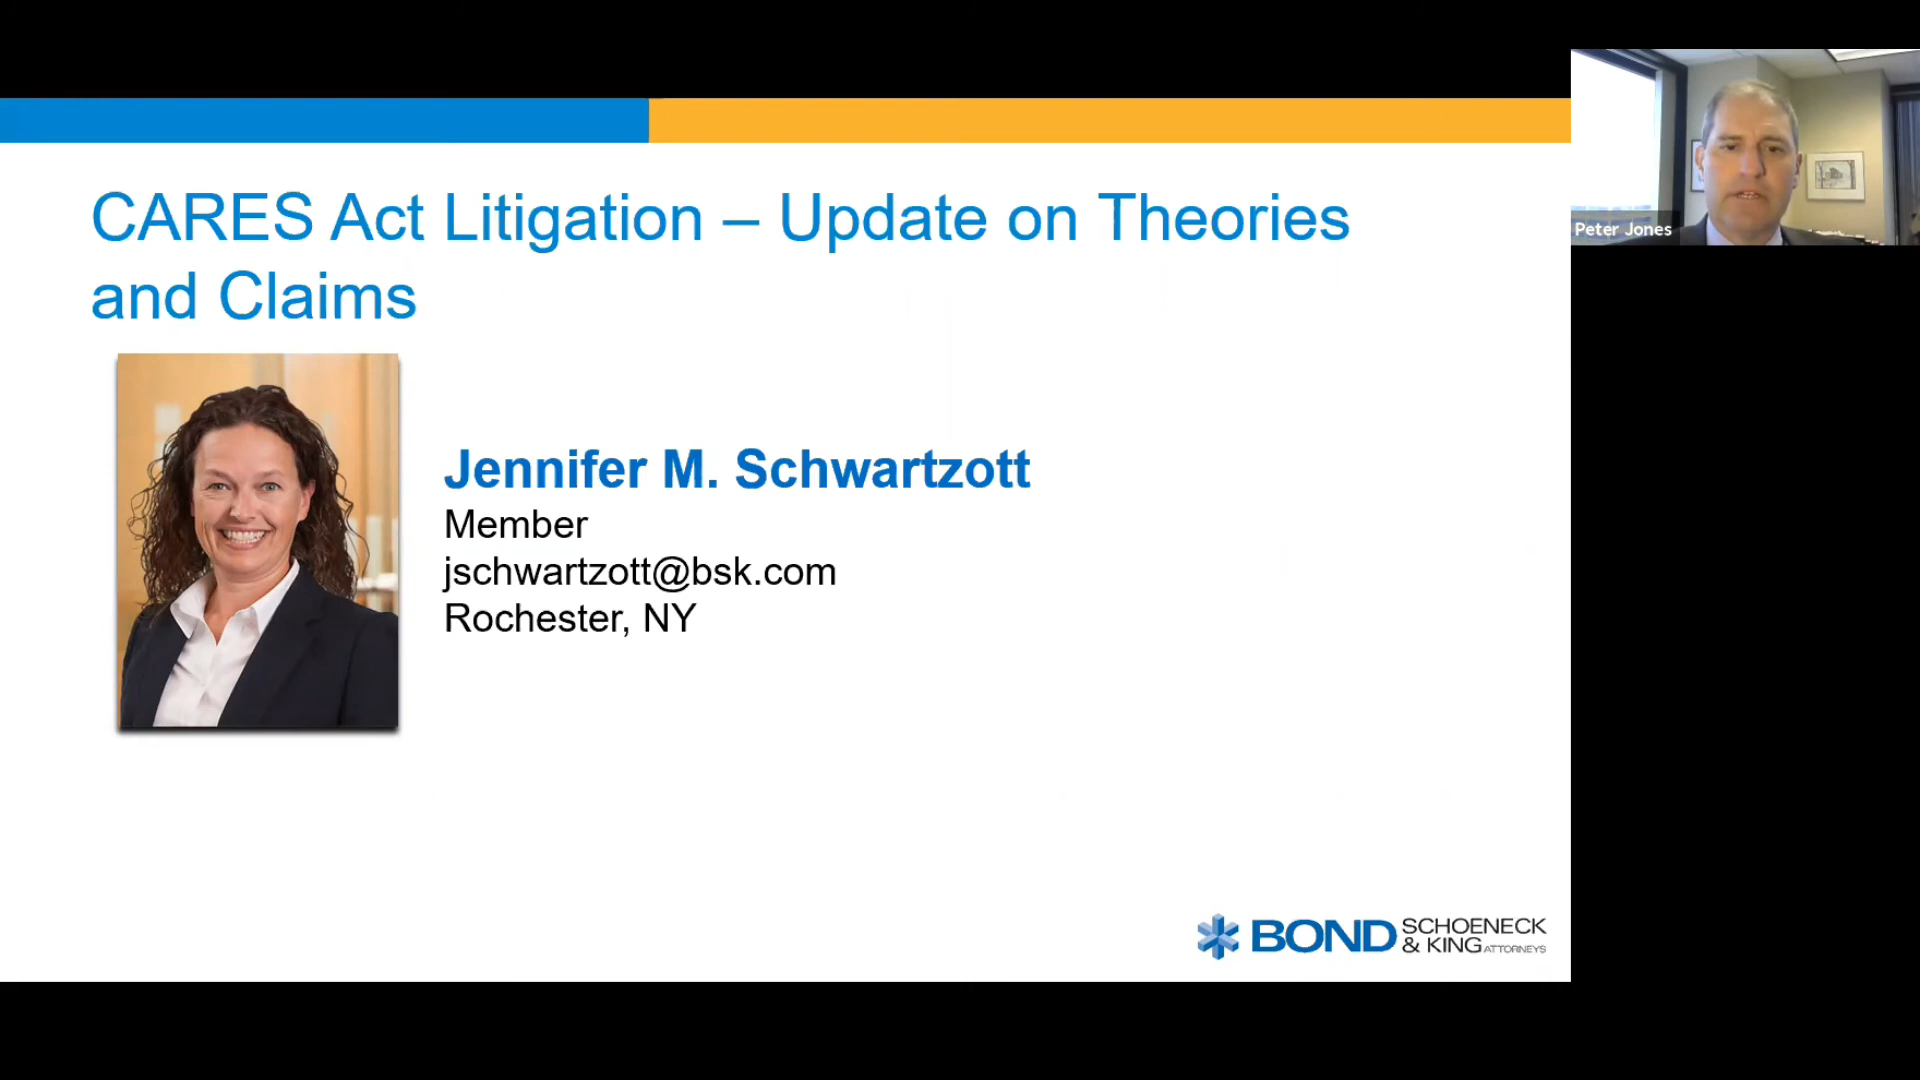 CARES Act Litigation – Update on Theories
and Claims
Jennifer M. Schwartzott
Member
jschwartzott@bsk.com
Rochester, NY
BOND SCHOENECK
& KING ATTORNEYS
Peter Jones